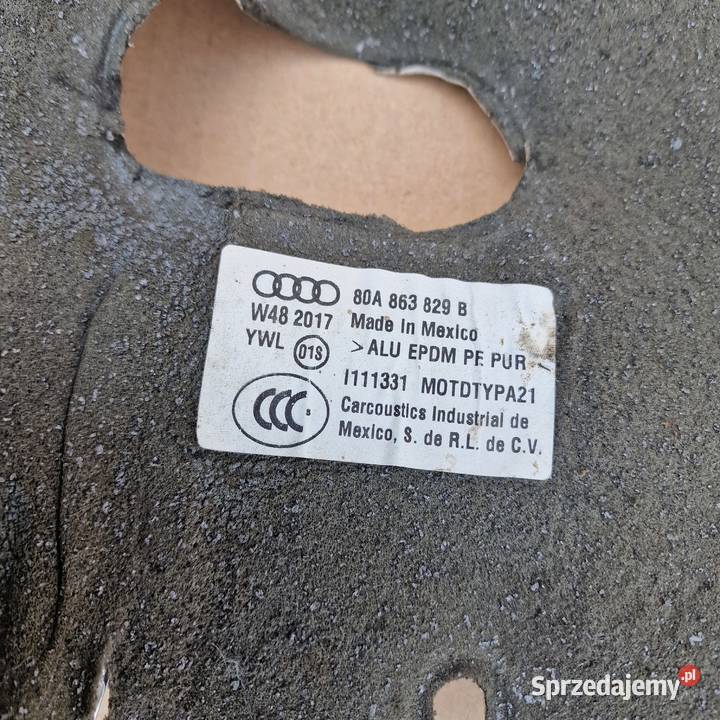 80A 863 829 B
W48 2017 Made in Mexico
YWL 01S >ALU EPDM PF. PUR
I111331 MOTDTYPA21
CCC S Carcoustics Industrial de
Mexico, S. de R.L. de C.V.
Sprzedajemy.pl